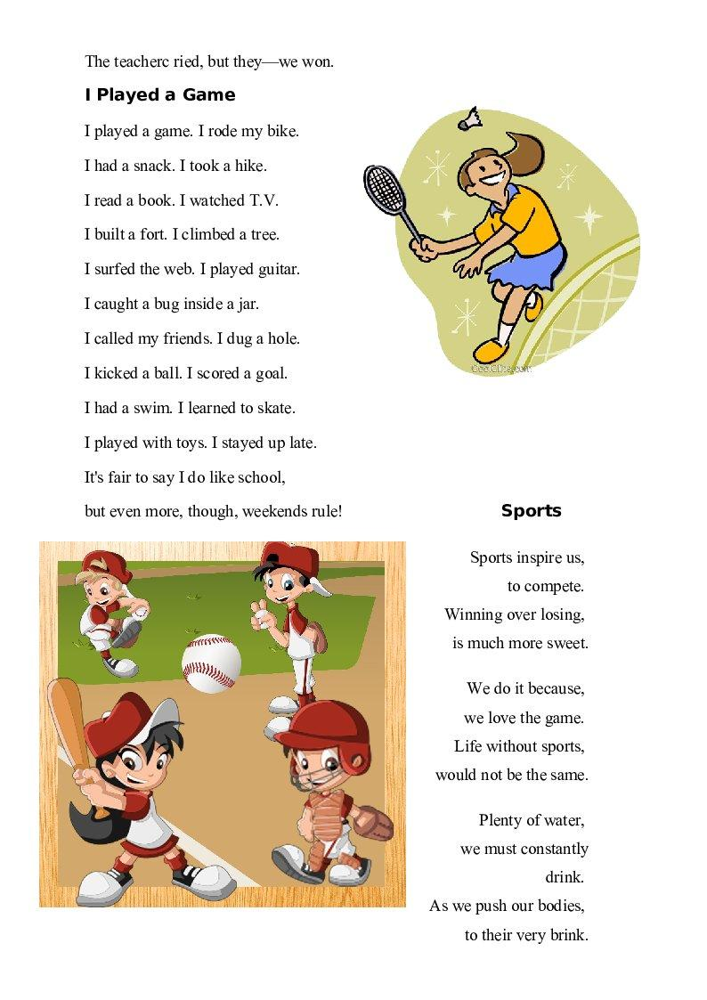 The teacherc ried, but they—we won.
I Played a Game
I played a game. I rode my bike.
I had a snack. I took a hike.
I read a book. I watched T.V.
I built a fort. I climbed a tree.
I surfed the web. I played guitar.
I caught a bug inside a jar.
I called my friends. I dug a hole.
I kicked a ball. I scored a goal.
I had a swim. I learned to skate.
I played with toys. I stayed up late.
It's fair to say I do like school,
but even more, though, weekends rule!
Sports
Sports inspire us,
to compete.
Winning over losing,
is much more sweet.
We do it because,
we love the game.
Life without sports,
would not be the same.
Plenty of water,
we must constantly
drink.
As we push our bodies,
to their very brink.